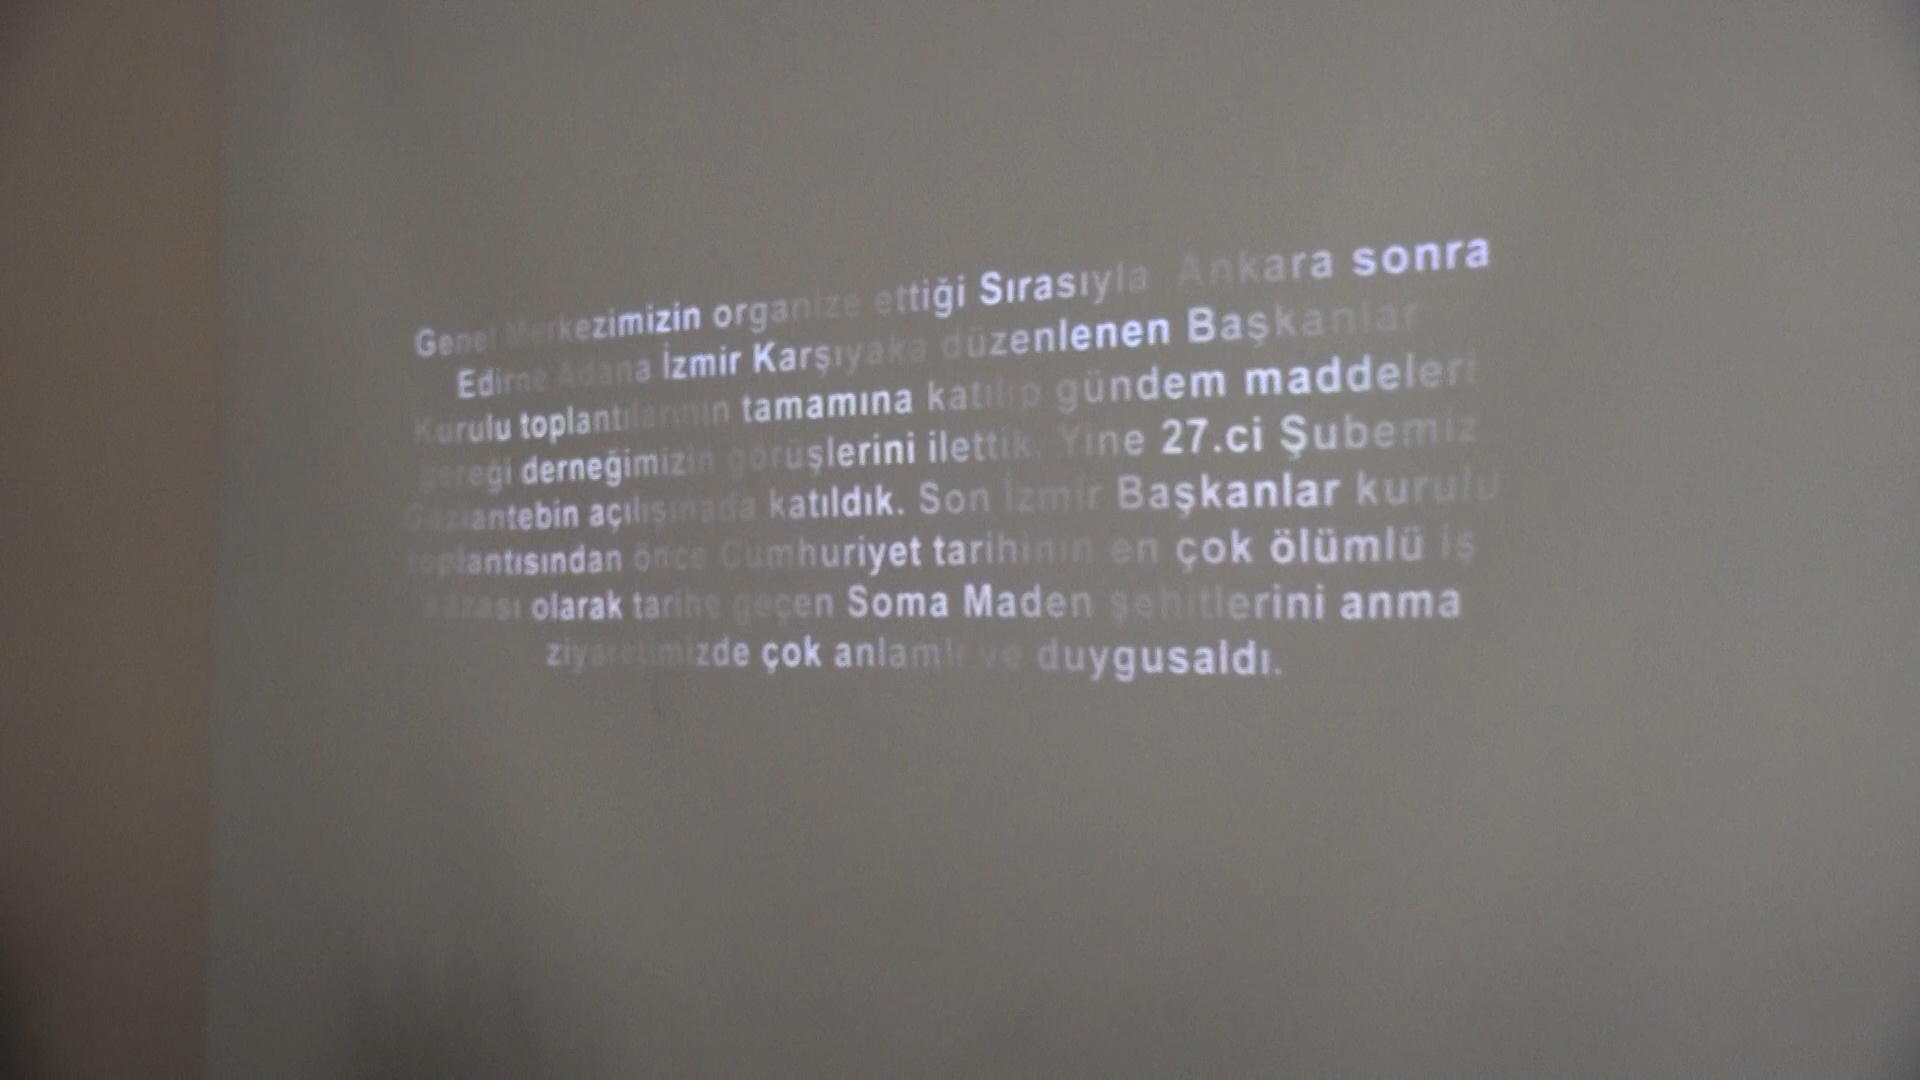 Genel Merkezimizin organize ettiği Sırasıyla Ankara sonra
Edirne Adana İzmir Karşıyaka düzenlenen Başkanlar
Kurulu toplantılarının tamamına katılıp gündem maddeleri
gereği derneğimizin görüşlerini ilettik. Yine 27.ci Şubemiz
Gaziantebin açılışınada katıldık. Son İzmir Başkanlar kurulu
toplantısından önce Cumhuriyet tarihinin en çok ölümlü iş
kazası olarak tarihe geçen Soma Maden şehitlerini anma
ziyaretimizde çok anlamlı ve duygusaldı.